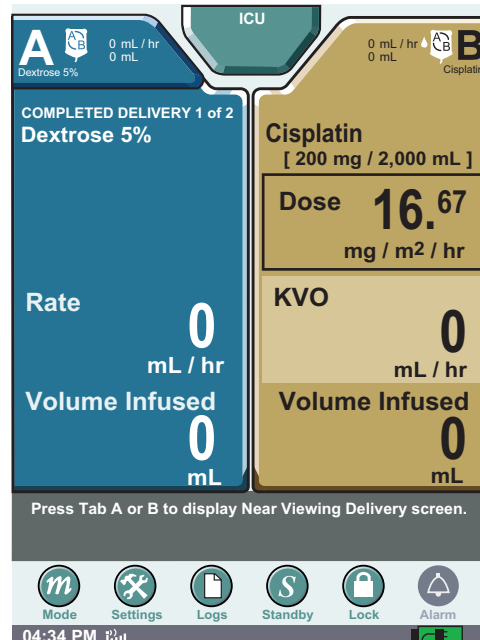 ICU
A
0 mL / hr
0 mL
Dextrose 5%
0 mL / hr
0 mL
B
Cisplatin
COMPLETED DELIVERY 1 of 2
Dextrose 5%
Rate
0
mL / hr
Volume Infused
0
mL
Cisplatin
[ 200 mg / 2,000 mL ]
Dose
16.67
mg / m2 / hr
KVO
0
mL / hr
Volume Infused
0
mL
Press Tab A or B to display Near Viewing Delivery screen.
m
S
Mode Settings Logs Standby Lock Alarm
04:34 PM